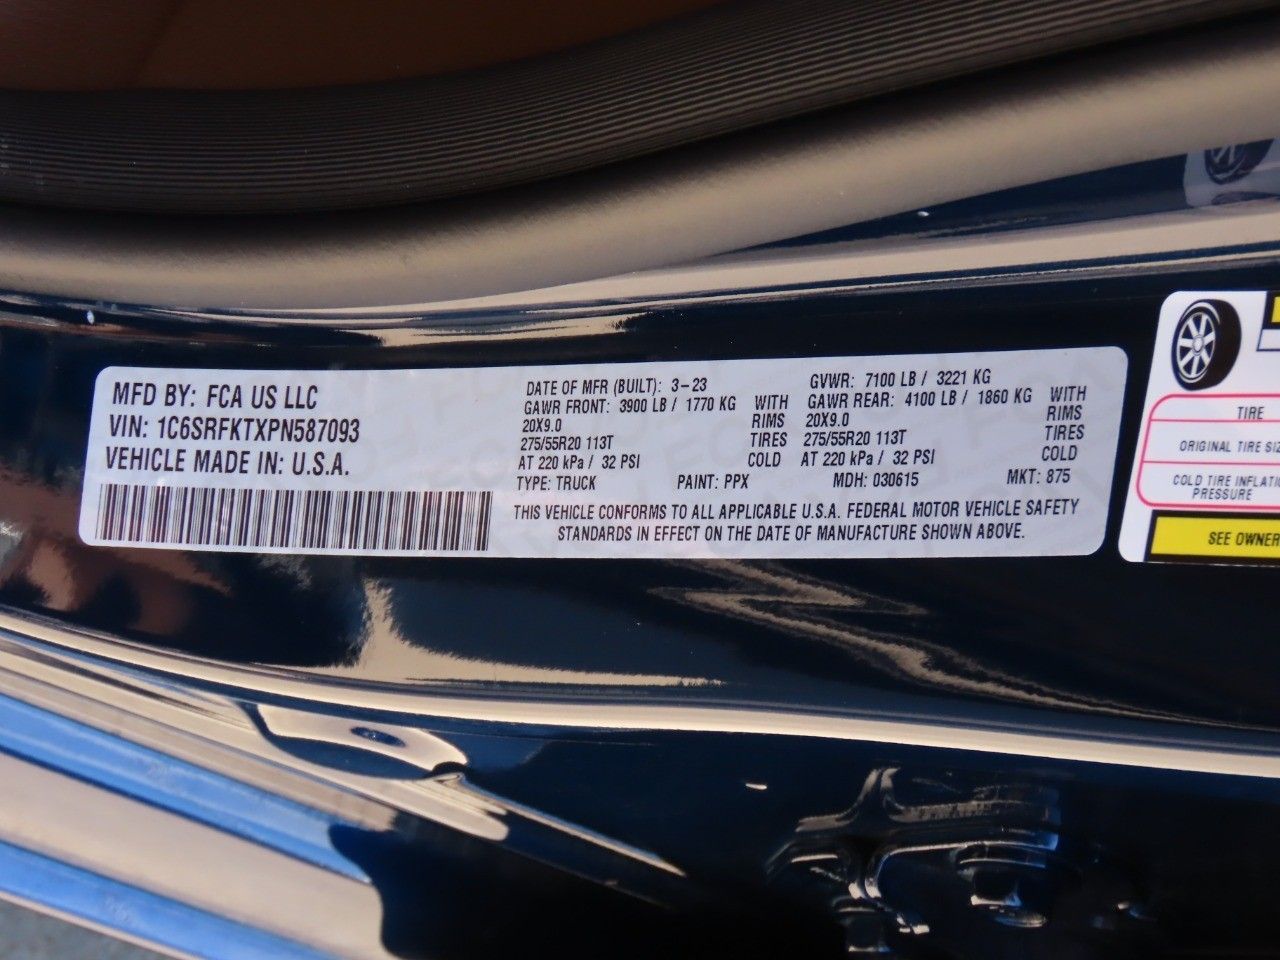 MFD BY: FCA US LLC
VIN: 1C6SRFKTXPN587093
VEHICLE MADE IN: U.S.A.
DATE OF MFR (BUILT): 3-23
GAWR FRONT: 3900 LB / 1770 KG WITH
20X9.0 RIMS
275/55R20 113T TIRES
AT 220 kPa / 32 PSI COLD
GVWR: 7100 LB / 3221 KG
GAWR REAR: 4100 LB / 1860 KG WITH
20X9.0 RIMS
275/55R20 113T TIRES
AT 220 kPa / 32 PSI COLD
TYPE: TRUCK PAINT: PPX MDH: 030615 MKT: 875
THIS VEHICLE CONFORMS TO ALL APPLICABLE U.S.A. FEDERAL MOTOR VEHICLE SAFETY
STANDARDS IN EFFECT ON THE DATE OF MANUFACTURE SHOWN ABOVE.
TIRE
ORIGINAL TIRE
COLD TIRE
PRESSURE
SEE OWNER